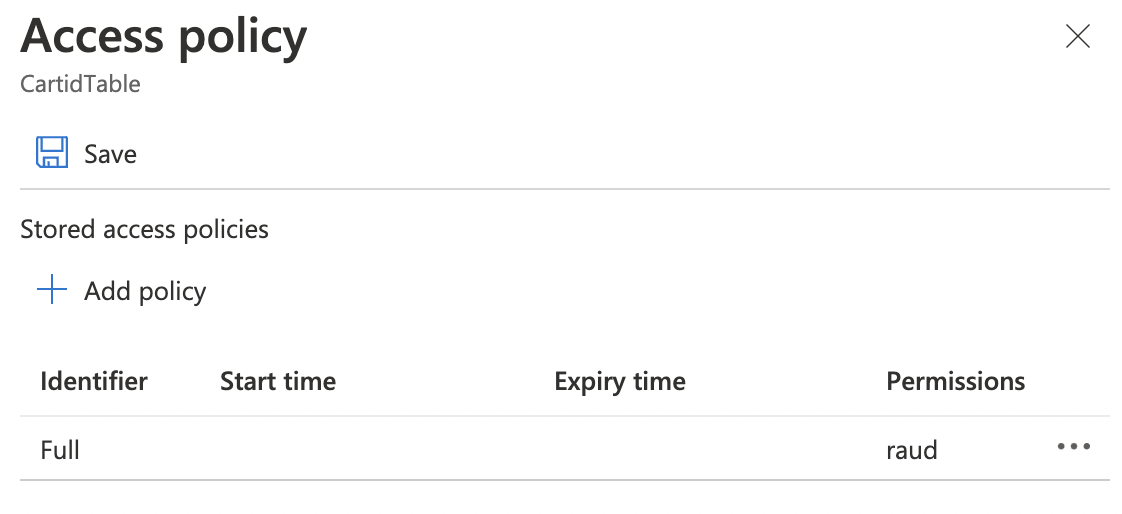 Access policy
CartidTable
Save
Stored access policies
Add policy
Identifier Start time Expiry time Permissions
Full raud